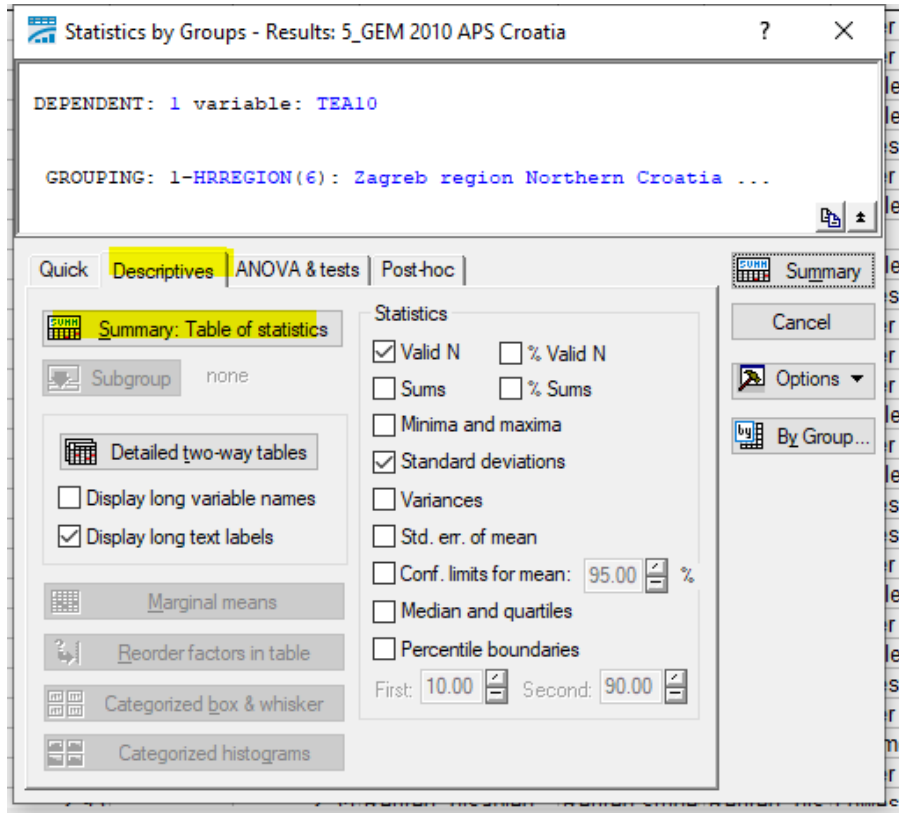 Statistics by Groups - Results: 5_GEM 2010 APS Croatia ? ×
DEPENDENT: 1 variable: TEA10
GROUPING: 1-HRREGION(6): Zagreb region Northern Croatia ...
Quick Descriptives ANOVA & tests Post-hoc
Summary
Cancel
Options
By Group...
Summary: Table of statistics
Subgroup none
Detailed two-way tables
Display long variable names
Display long text labels
Marginal means
Reorder factors in table
Categorized box & whisker
Categorized histograms
Statistics
Valid N % Valid N
Sums % Sums
Minima and maxima
Standard deviations
Variances
Std. err. of mean
Conf. limits for mean: 95.00 %
Median and quartiles
Percentile boundaries
First: 10.00 Second: 90.00